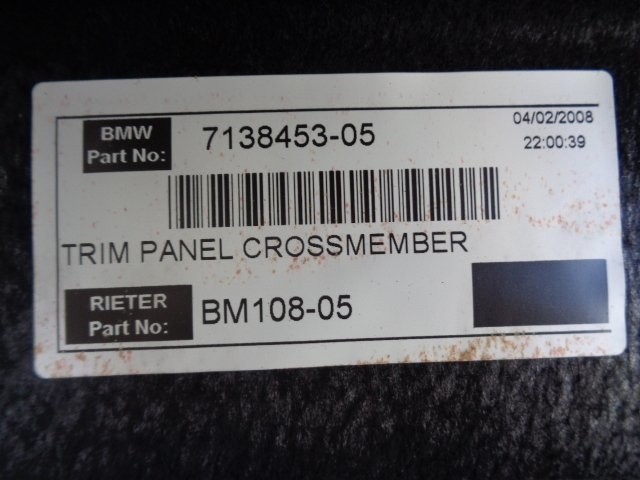 BMW
Part No:
7138453-05
04/02/2008
22:00:39
TRIM PANEL CROSSMEMBER
RIETER
Part No:
BM108-05